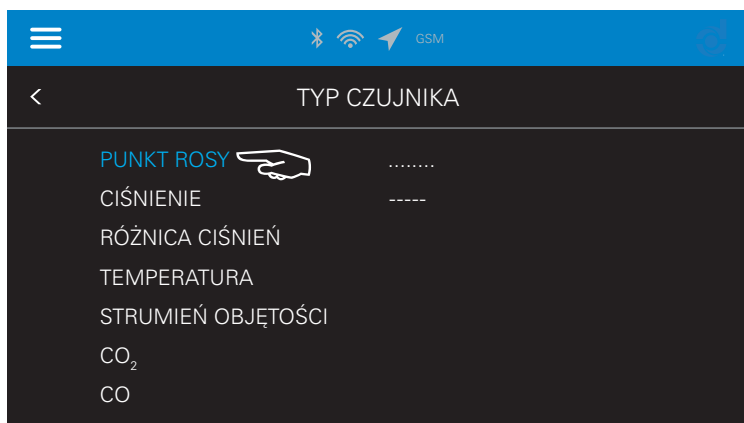 GSM
< TYP CZUJNIKA
PUNKT ROSY ........
CIŚNIENIE -----
RÓŻNICA CIŚNIEŃ
TEMPERATURA
STRUMIEŃ OBJĘTOŚCI
CO₂
CO